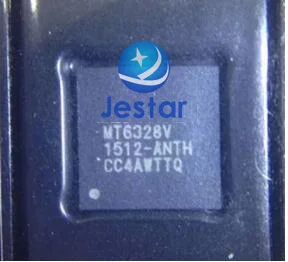 Jestar
MT6328V
1512-ANTH
CC4AWTTQ